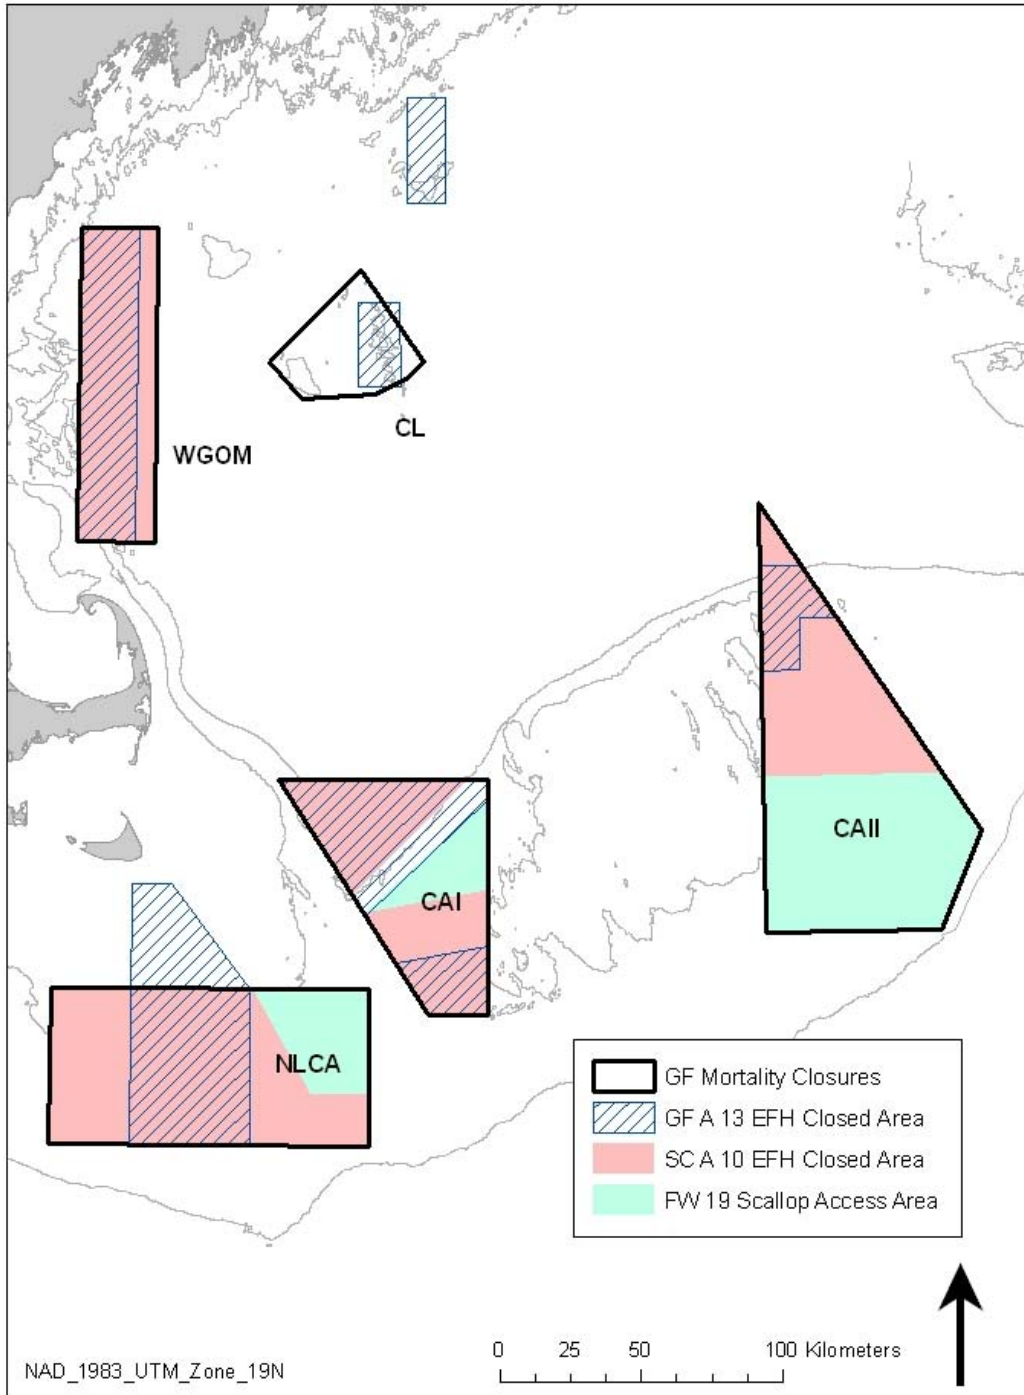 CL
WGOM
CAII
CAI
NLCA
GF Mortality Closures
GF A 13 EFH Closed Area
SC A 10 EFH Closed Area
FW 19 Scallop Access Area
0 25 50 100 Kilometers
NAD_1983_UTM_Zone_19N